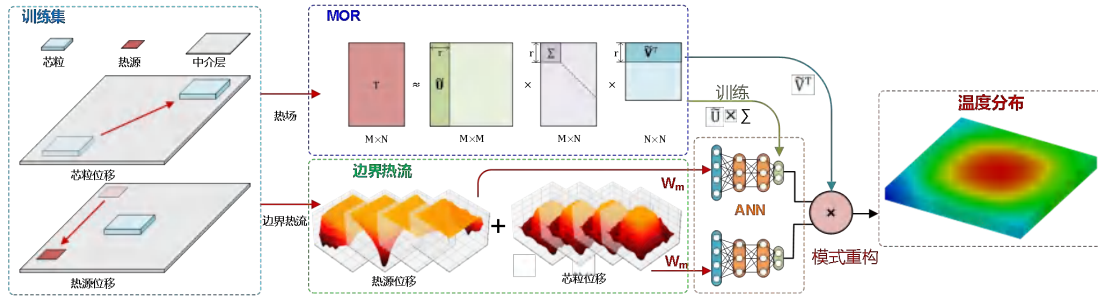 训练集
芯粒
热源
中介层
芯粒位移
热源位移
热场
边界热流
MOR
r
T
≈
Ũ
×
r
Σ
×
r
Ṽᵀ
M×N
M×M
M×N
N×N
边界热流
+
热源位移
芯粒位移
Wₘ
Wₘ
训练
Ũ × Σ
Ṽᵀ
ANN
×
模式重构
温度分布